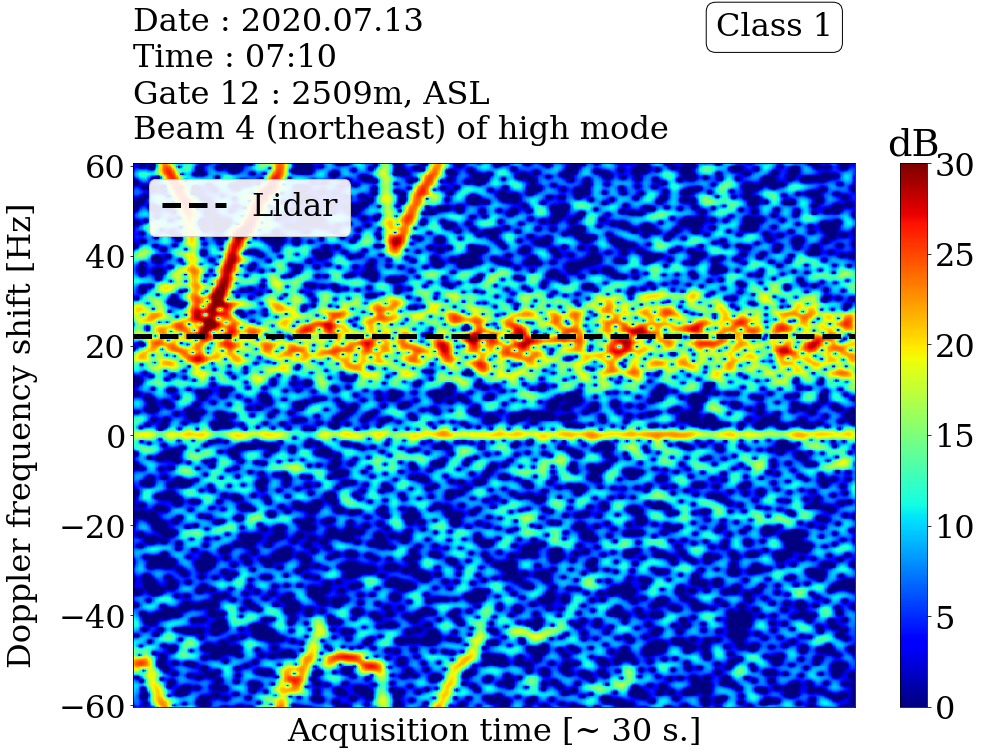 Date : 2020.07.13
Time : 07:10
Gate 12 : 2509m, ASL
Beam 4 (northeast) of high mode
Class 1
dB
Lidar
Doppler frequency shift [Hz]
60
40
20
0
−20
−40
−60
30
25
20
15
10
5
0
Acquisition time [~ 30 s.]